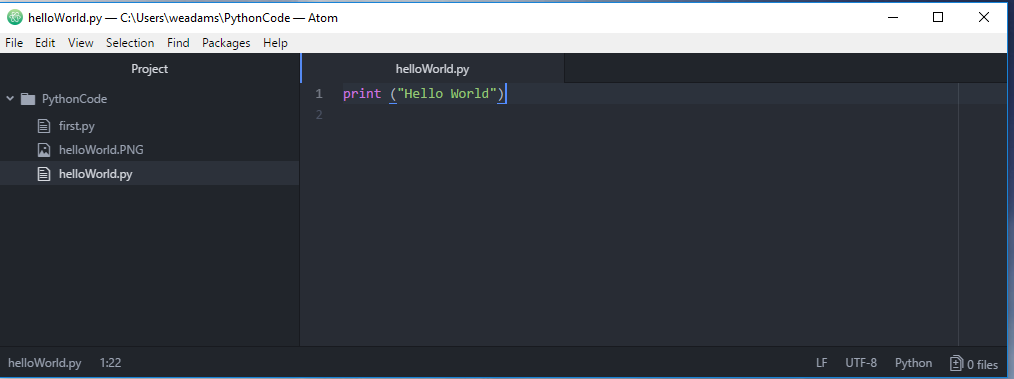 helloWorld.py — C:\Users\weadams\PythonCode — Atom
File Edit View Selection Find Packages Help
Project
helloWorld.py
PythonCode
first.py
helloWorld.PNG
helloWorld.py
1 print ("Hello World")
2
helloWorld.py 1:22 LF UTF-8 Python 0 files